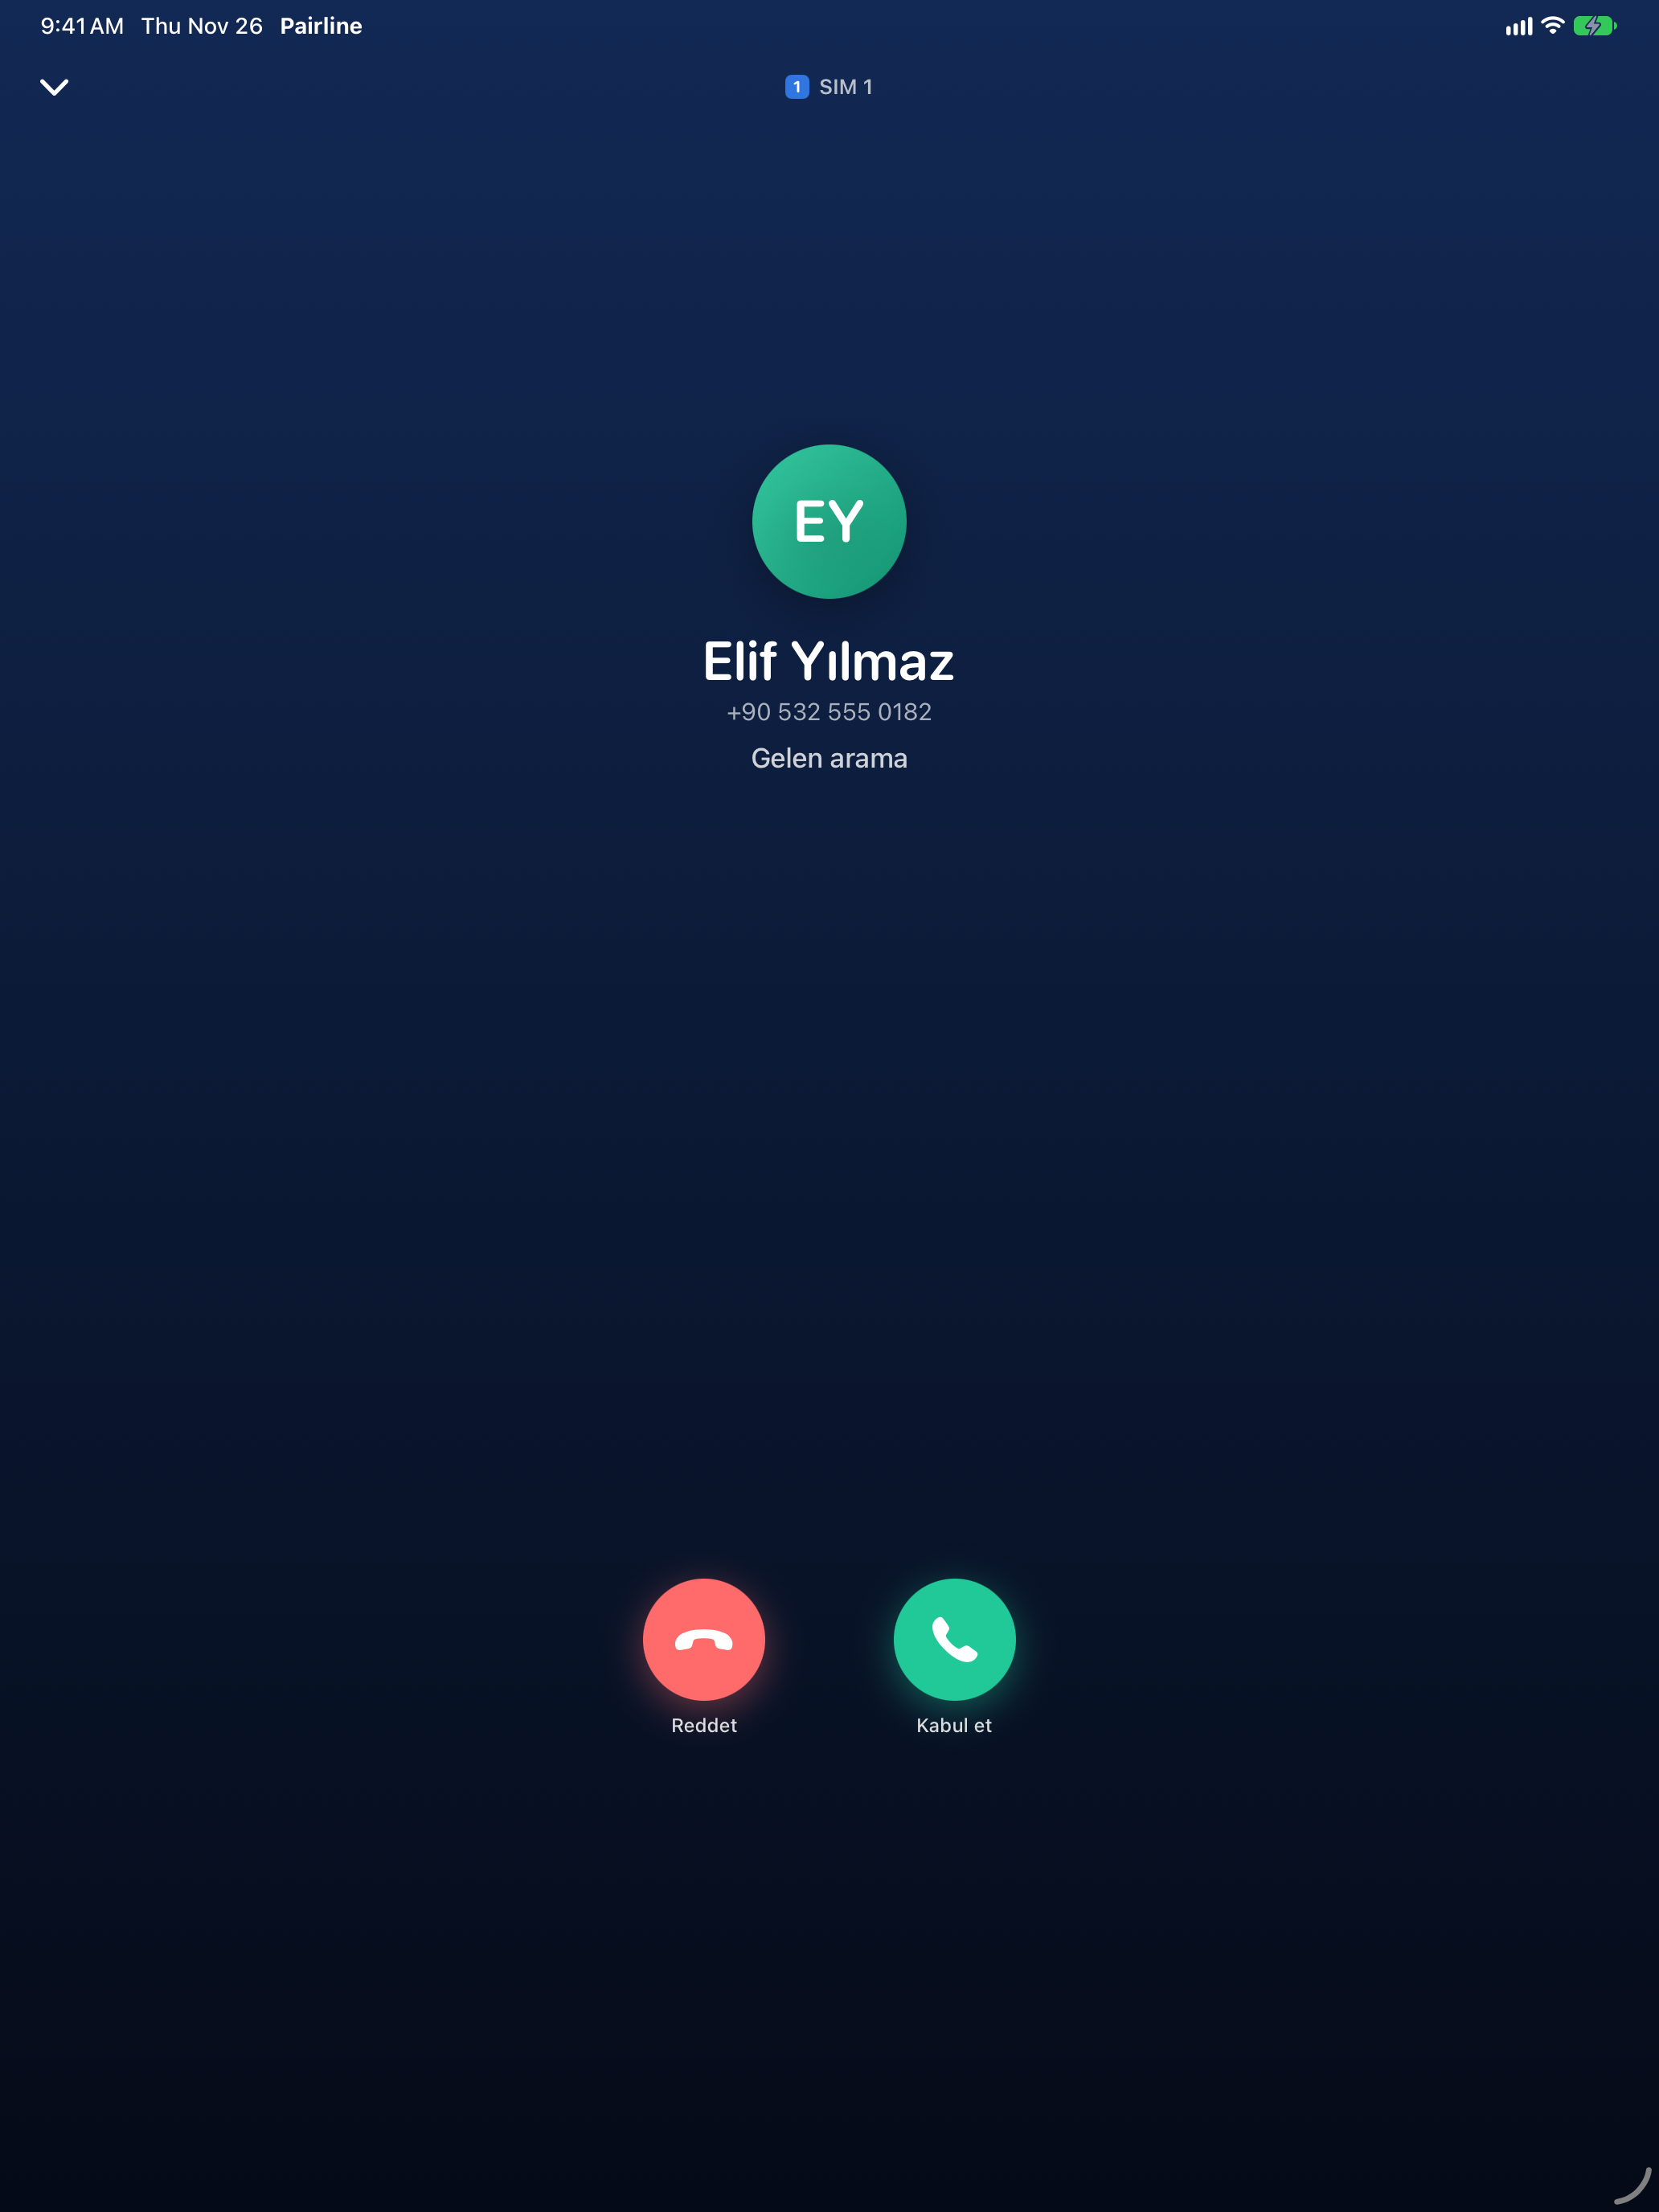 9:41 AM Thu Nov 26 Pairline
1 SIM 1
EY
Elif Yılmaz
+90 532 555 0182
Gelen arama
Reddet Kabul et